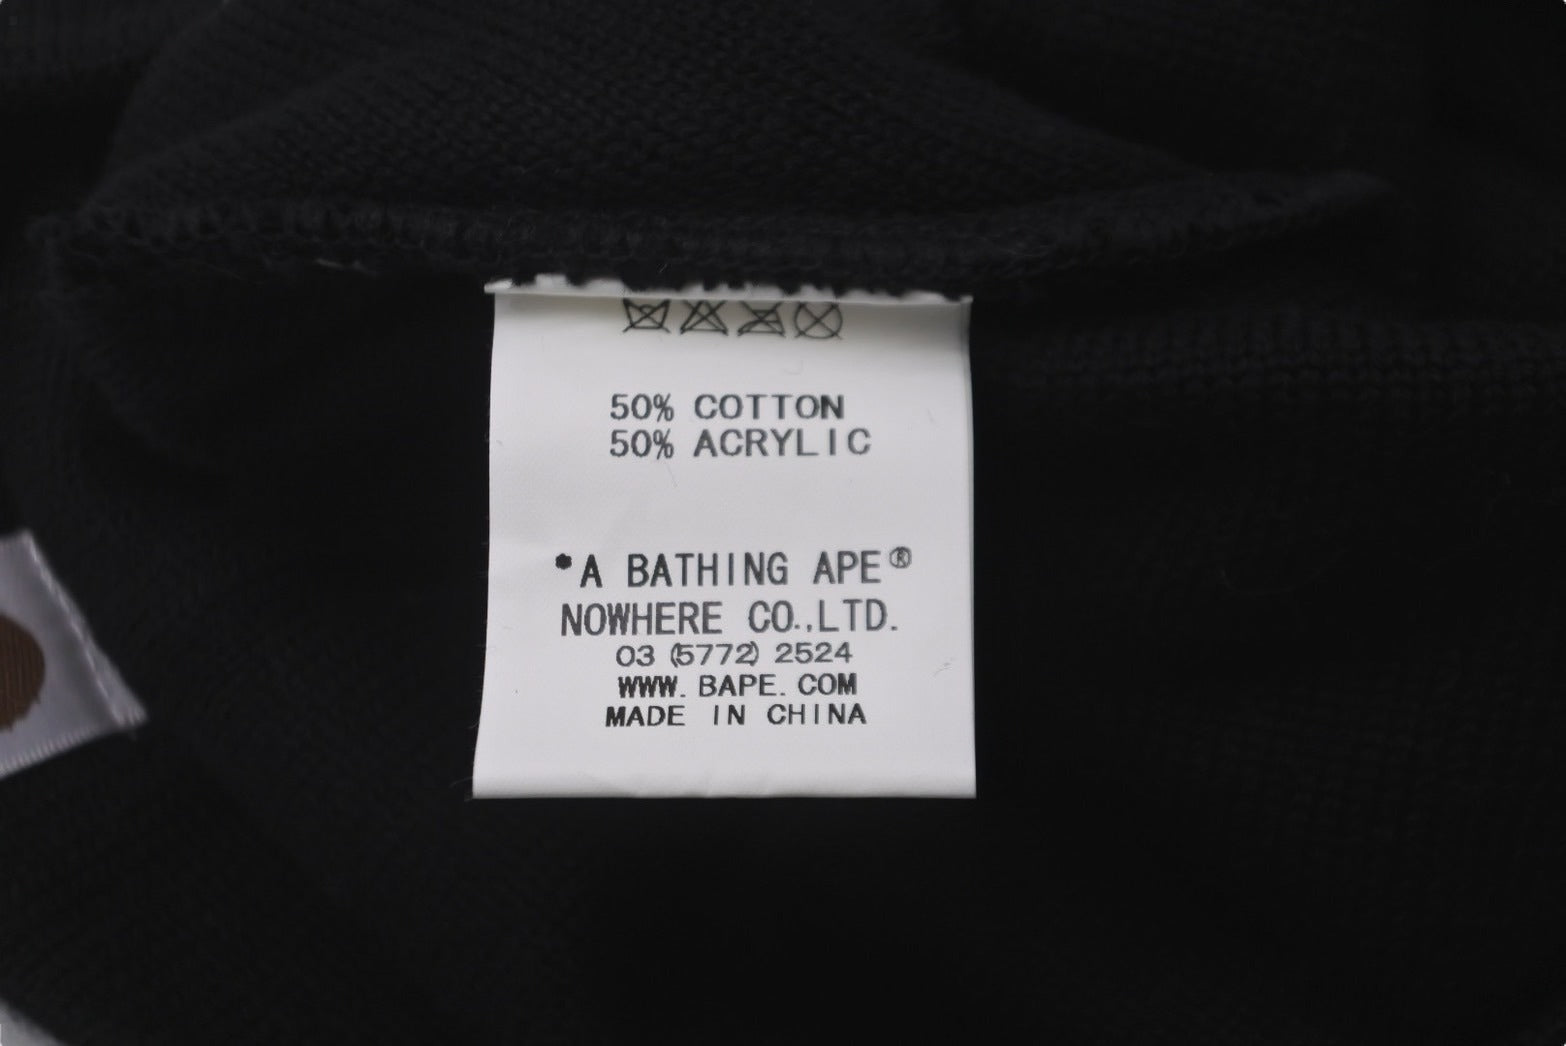 50% COTTON
50% ACRYLIC
*A BATHING APE®
NOWHERE CO.,LTD.
03 (5772) 2524
WWW. BAPE. COM
MADE IN CHINA